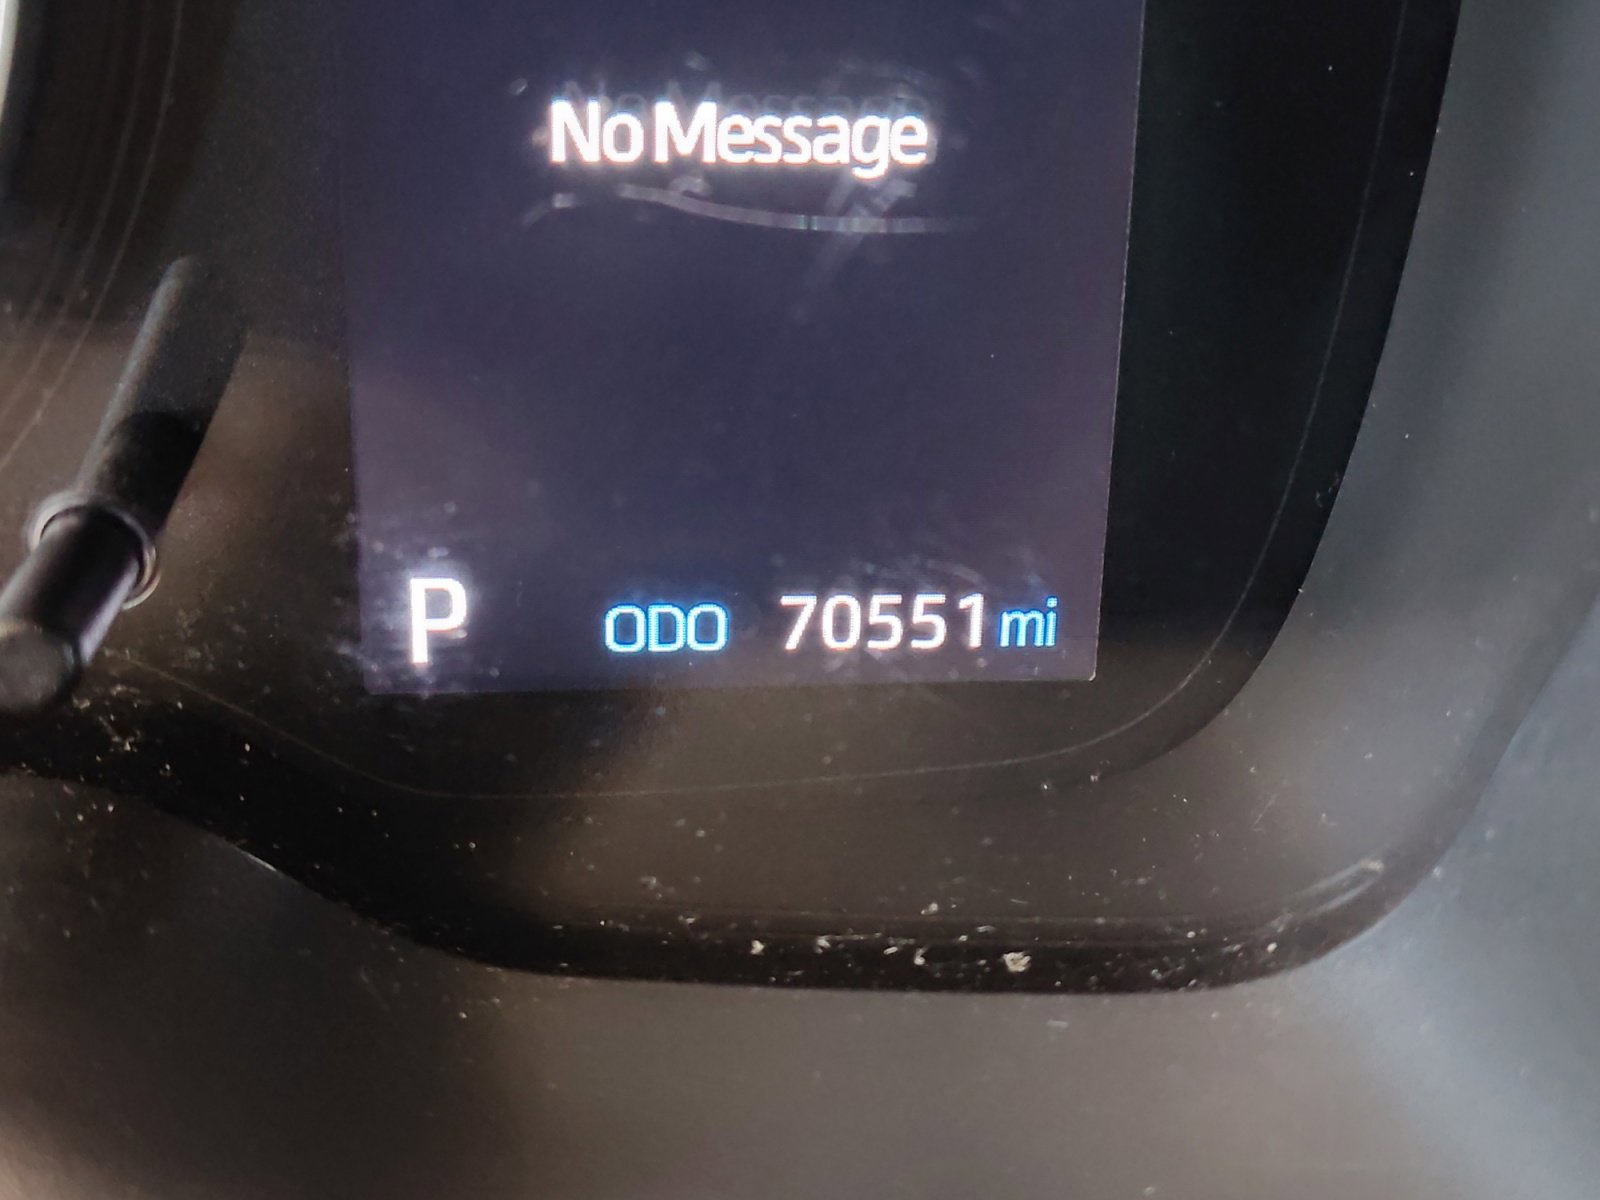 No Message
P ODO 70551 mi